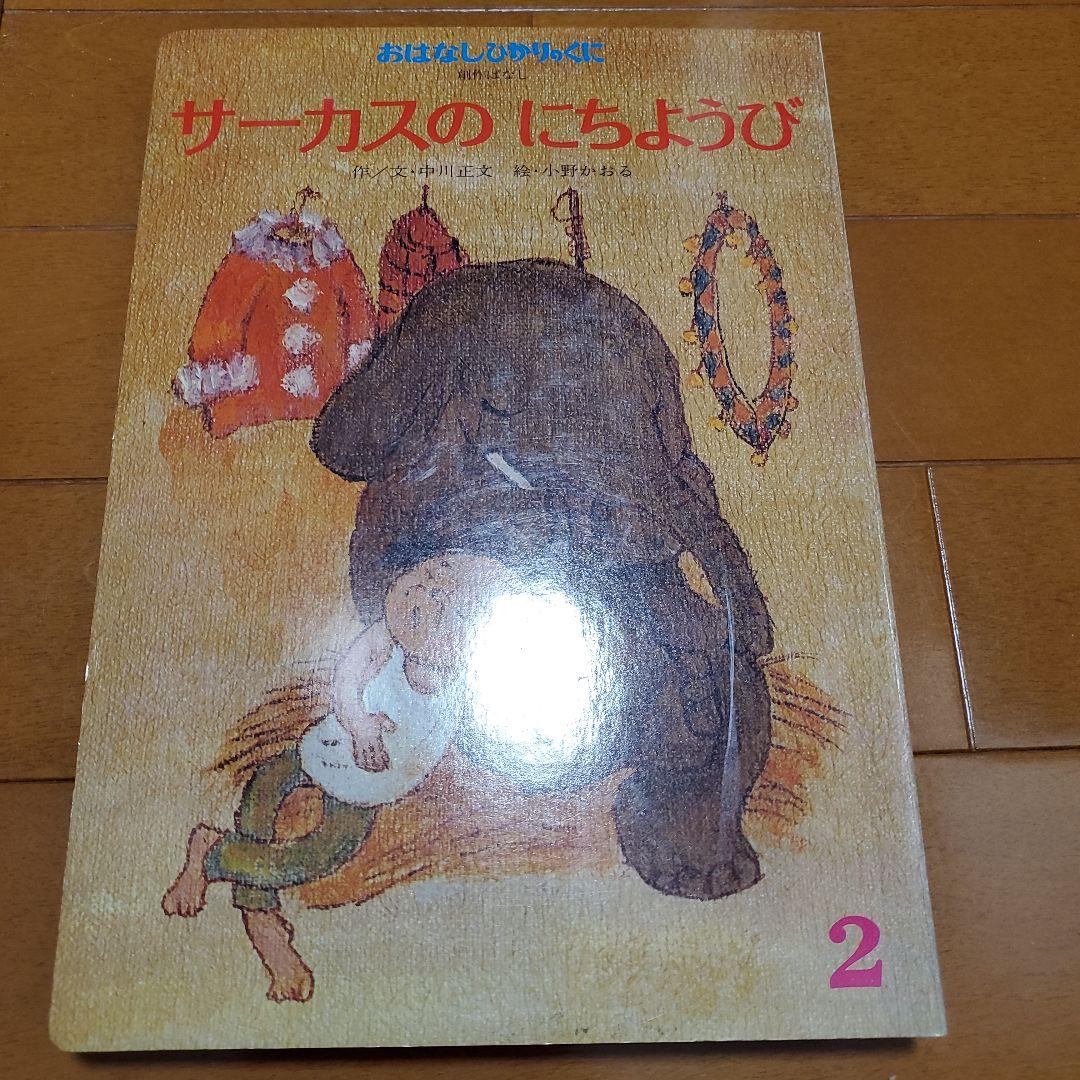 おはなしひかりのくに
創作ばなし
サーカスの にちようび
作／文・中川正文 絵・小野かおる
2